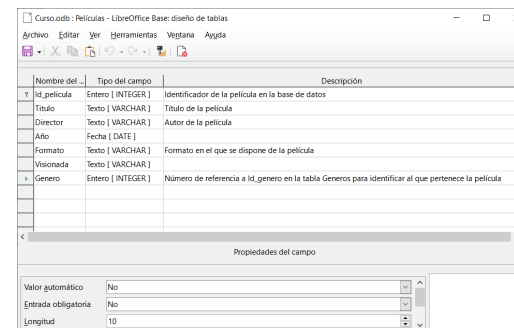 Curso.odb : Películas - LibreOffice Base: diseño de tablas
Archivo Editar Ver Herramientas Ventana Ayuda
Nombre del ... Tipo del campo Descripción
Id_pelicula Entero [ INTEGER ] Identificador de la película en la base de datos
Titulo Texto [ VARCHAR ] Título de la película
Director Texto [ VARCHAR ] Autor de la película
Año Fecha [ DATE ]
Formato Texto [ VARCHAR ] Formato en el que se dispone de la película
Visionada Texto [ VARCHAR ]
Genero Entero [ INTEGER ] Número de referencia a Id_genero en la tabla Generos para identificar al que pertenece la película
Propiedades del campo
Valor automático No
Entrada obligatoria No
Longitud 10